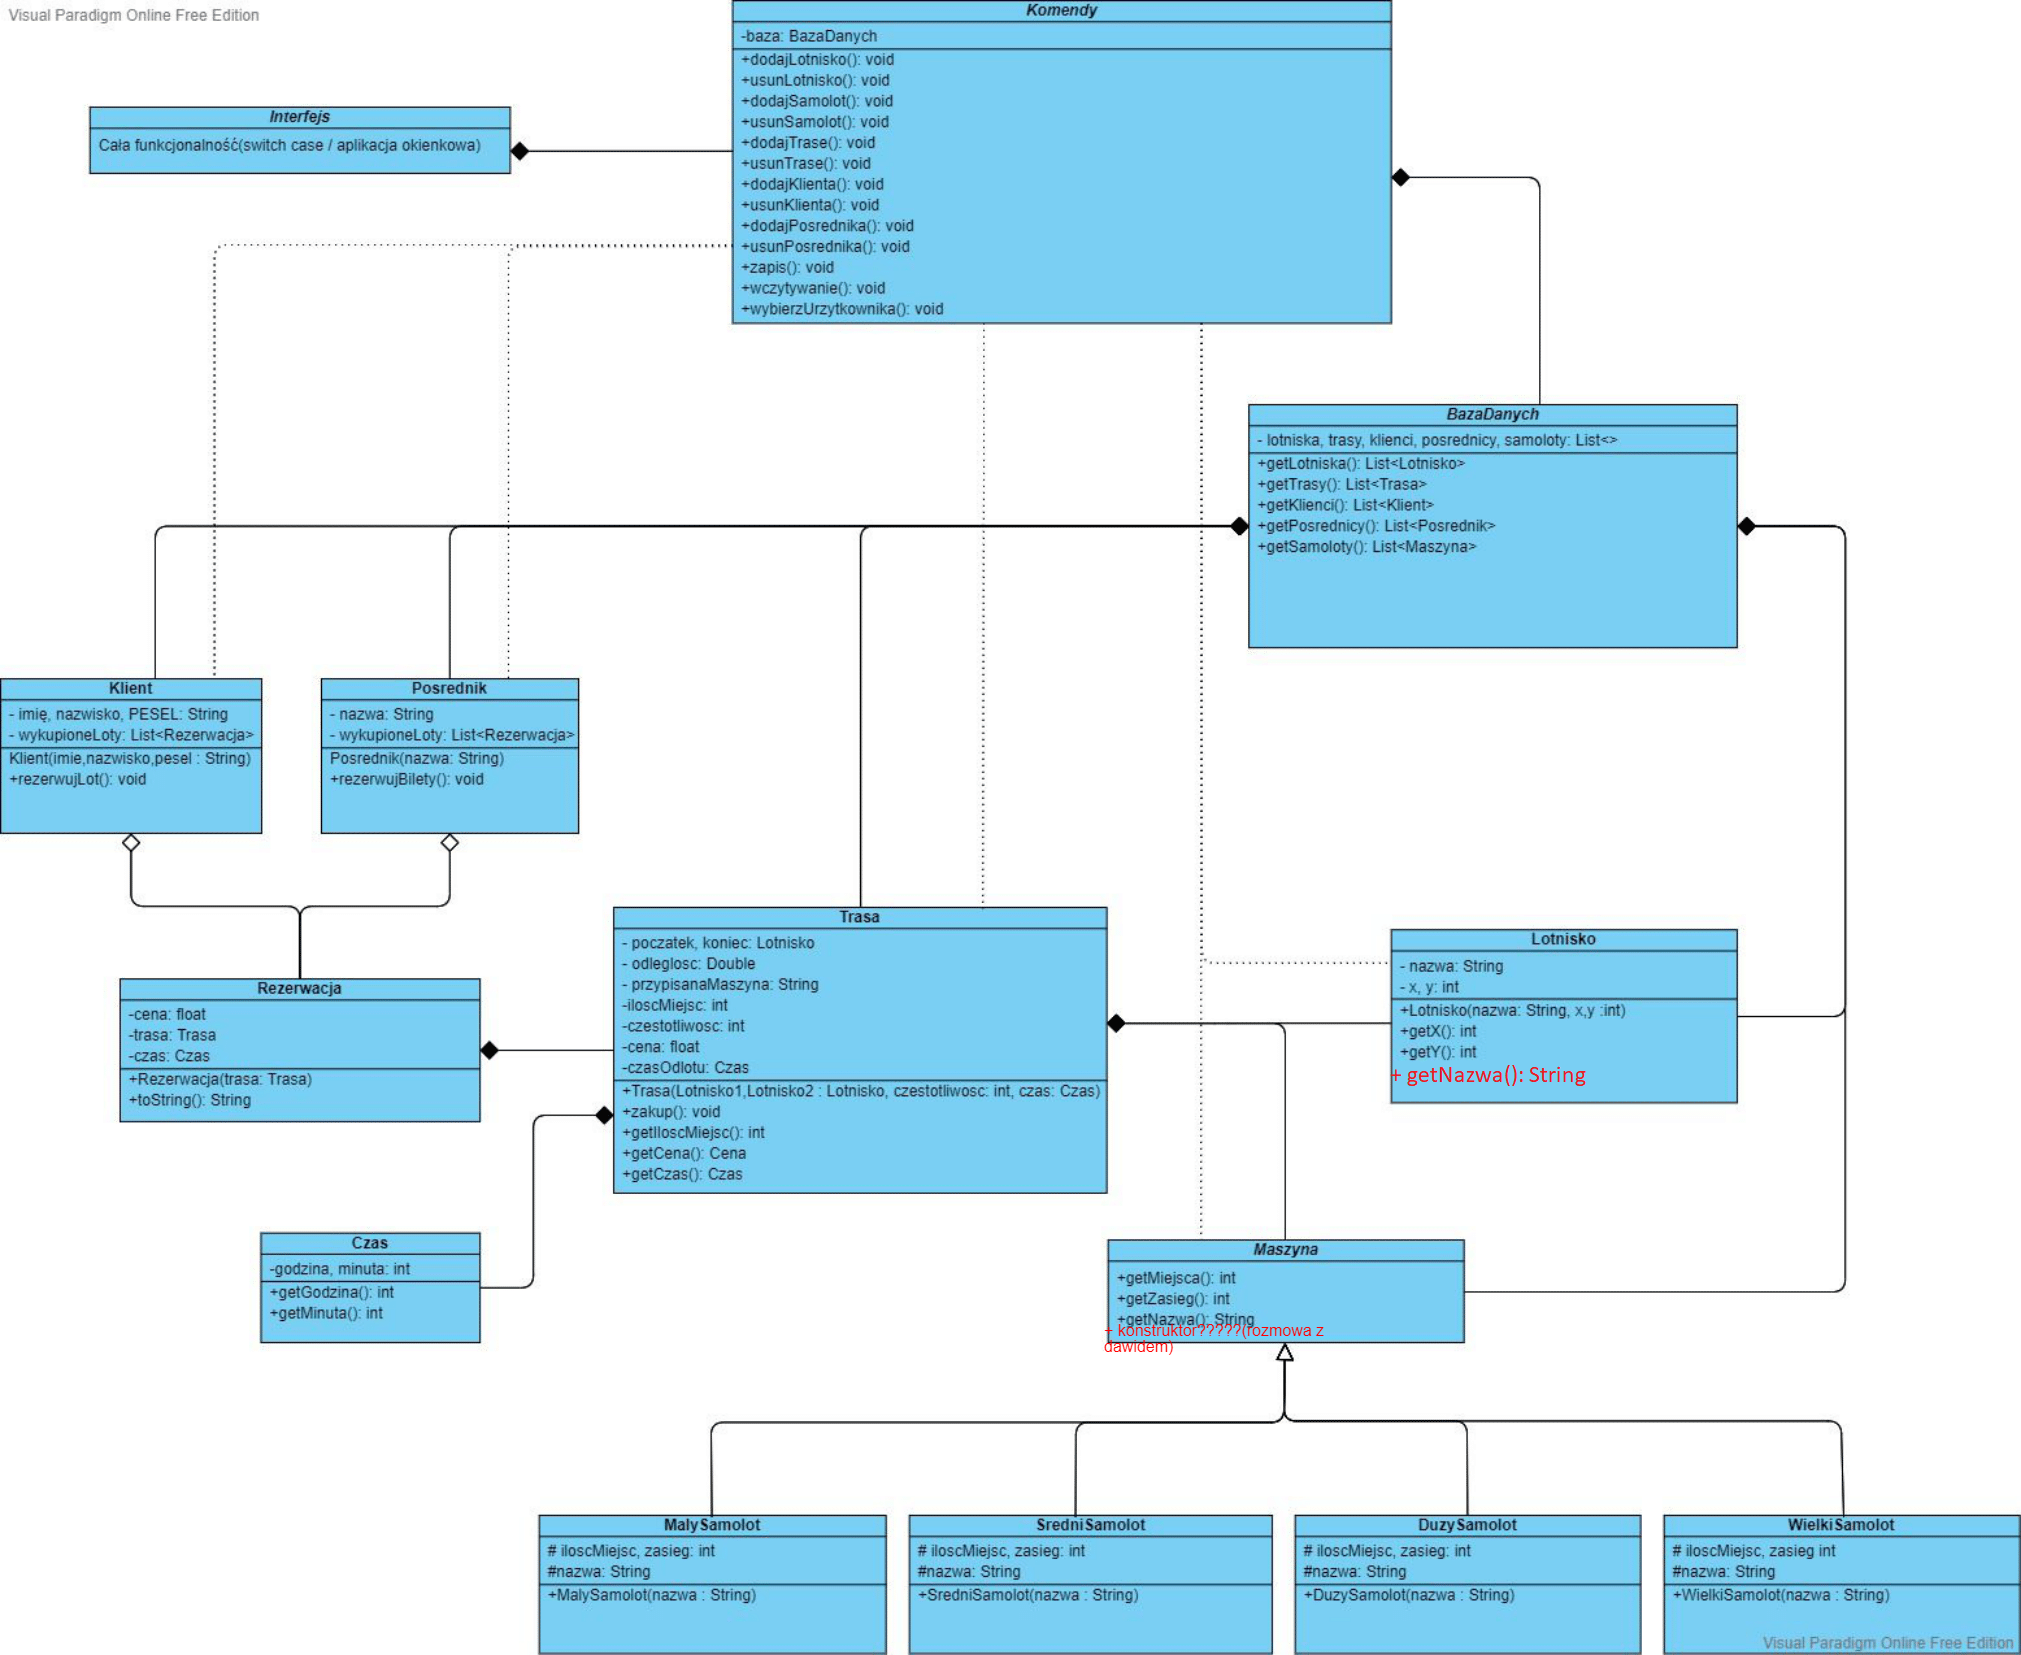 Visual Paradigm Online Free Edition
Komendy
-baza: BazaDanych
+dodajLotnisko(): void
+usunLotnisko(): void
+dodajSamolot(): void
+usunSamolot(): void
+dodajTrase(): void
+usunTrase(): void
+dodajKlienta(): void
+usunKlienta(): void
+dodajPosrednika(): void
+usunPosrednika(): void
+zapis(): void
+wczytywanie(): void
+wybierzUrzytkownika(): void
Interfejs
Cała funkcjonalność(switch case / aplikacja okienkowa)
BazaDanych
- lotniska, trasy, klienci, posrednicy, samoloty: List<>
+getLotniska(): List<Lotnisko>
+getTrasy(): List<Trasa>
+getKlienci(): List<Klient>
+getPosrednicy(): List<Posrednik>
+getSamoloty(): List<Maszyna>
Klient
- imię, nazwisko, PESEL: String
- wykupioneLoty: List<Rezerwacja>
Klient(imie,nazwisko,pesel : String)
+rezerwujLot(): void
Posrednik
- nazwa: String
- wykupioneLoty: List<Rezerwacja>
Posrednik(nazwa: String)
+rezerwujBilety(): void
Rezerwacja
-cena: float
-trasa: Trasa
-czas: Czas
+Rezerwacja(trasa: Trasa)
+toString(): String
Trasa
- poczatek, koniec: Lotnisko
- odleglosc: Double
- przypisanaMaszyna: String
-iloscMiejsc: int
-czestotliwosc: int
-cena: float
-czasOdlotu: Czas
+Trasa(Lotnisko1,Lotnisko2 : Lotnisko, czestotliwosc: int, czas: Czas)
+zakup(): void
+getIloscMiejsc(): int
+getCena(): Cena
+getCzas(): Czas
Lotnisko
- nazwa: String
- x, y: int
+Lotnisko(nazwa: String, x,y :int)
+getX(): int
+getY(): int
+ getNazwa(): String
Czas
-godzina, minuta: int
+getGodzina(): int
+getMinuta(): int
Maszyna
+getMiejsca(): int
+getZasieg(): int
+getNazwa(): String
+ konstruktor?????(rozmowa z
dawidem)
MalySamolot
# iloscMiejsc, zasieg: int
#nazwa: String
+MalySamolot(nazwa : String)
SredniSamolot
# iloscMiejsc, zasieg: int
#nazwa: String
+SredniSamolot(nazwa : String)
DuzySamolot
# iloscMiejsc, zasieg: int
#nazwa: String
+DuzySamolot(nazwa : String)
WielkiSamolot
# iloscMiejsc, zasieg int
#nazwa: String
+WielkiSamolot(nazwa : String)
Visual Paradigm Online Free Edition